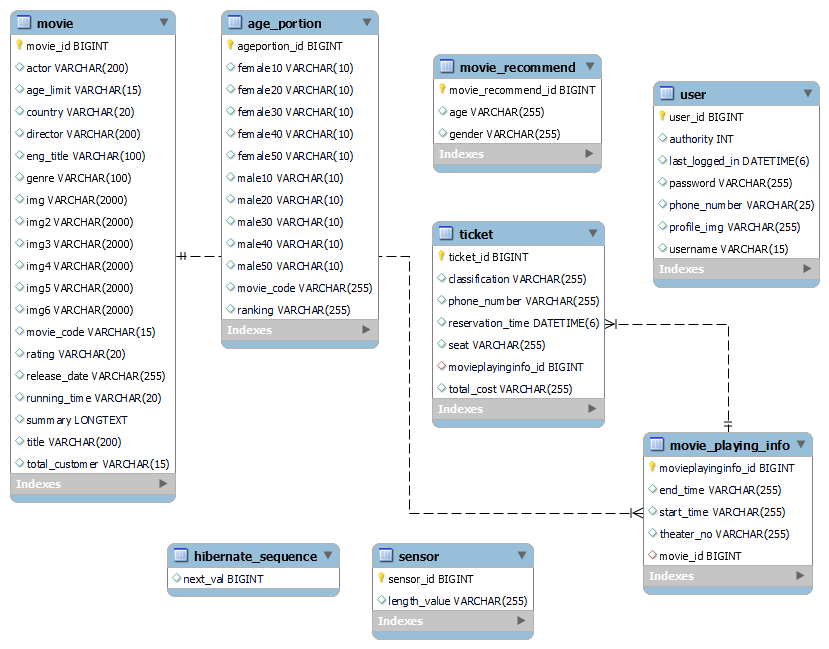 movie
movie_id BIGINT
actor VARCHAR(200)
age_limit VARCHAR(15)
country VARCHAR(20)
director VARCHAR(200)
eng_title VARCHAR(100)
genre VARCHAR(100)
img VARCHAR(2000)
img2 VARCHAR(2000)
img3 VARCHAR(2000)
img4 VARCHAR(2000)
img5 VARCHAR(2000)
img6 VARCHAR(2000)
movie_code VARCHAR(15)
rating VARCHAR(20)
release_date VARCHAR(255)
running_time VARCHAR(20)
summary LONGTEXT
title VARCHAR(200)
total_customer VARCHAR(15)
Indexes
age_portion
ageportion_id BIGINT
female10 VARCHAR(10)
female20 VARCHAR(10)
female30 VARCHAR(10)
female40 VARCHAR(10)
female50 VARCHAR(10)
male10 VARCHAR(10)
male20 VARCHAR(10)
male30 VARCHAR(10)
male40 VARCHAR(10)
male50 VARCHAR(10)
movie_code VARCHAR(255)
ranking VARCHAR(255)
Indexes
movie_recommend
movie_recommend_id BIGINT
age VARCHAR(255)
gender VARCHAR(255)
Indexes
user
user_id BIGINT
authority INT
last_logged_in DATETIME(6)
password VARCHAR(255)
phone_number VARCHAR(25)
profile_img VARCHAR(255)
username VARCHAR(15)
Indexes
ticket
ticket_id BIGINT
classification VARCHAR(255)
phone_number VARCHAR(255)
reservation_time DATETIME(6)
seat VARCHAR(255)
movieplayinginfo_id BIGINT
total_cost VARCHAR(255)
Indexes
movie_playing_info
movieplayinginfo_id BIGINT
end_time VARCHAR(255)
start_time VARCHAR(255)
theater_no VARCHAR(255)
movie_id BIGINT
Indexes
hibernate_sequence
next_val BIGINT
sensor
sensor_id BIGINT
length_value VARCHAR(255)
Indexes